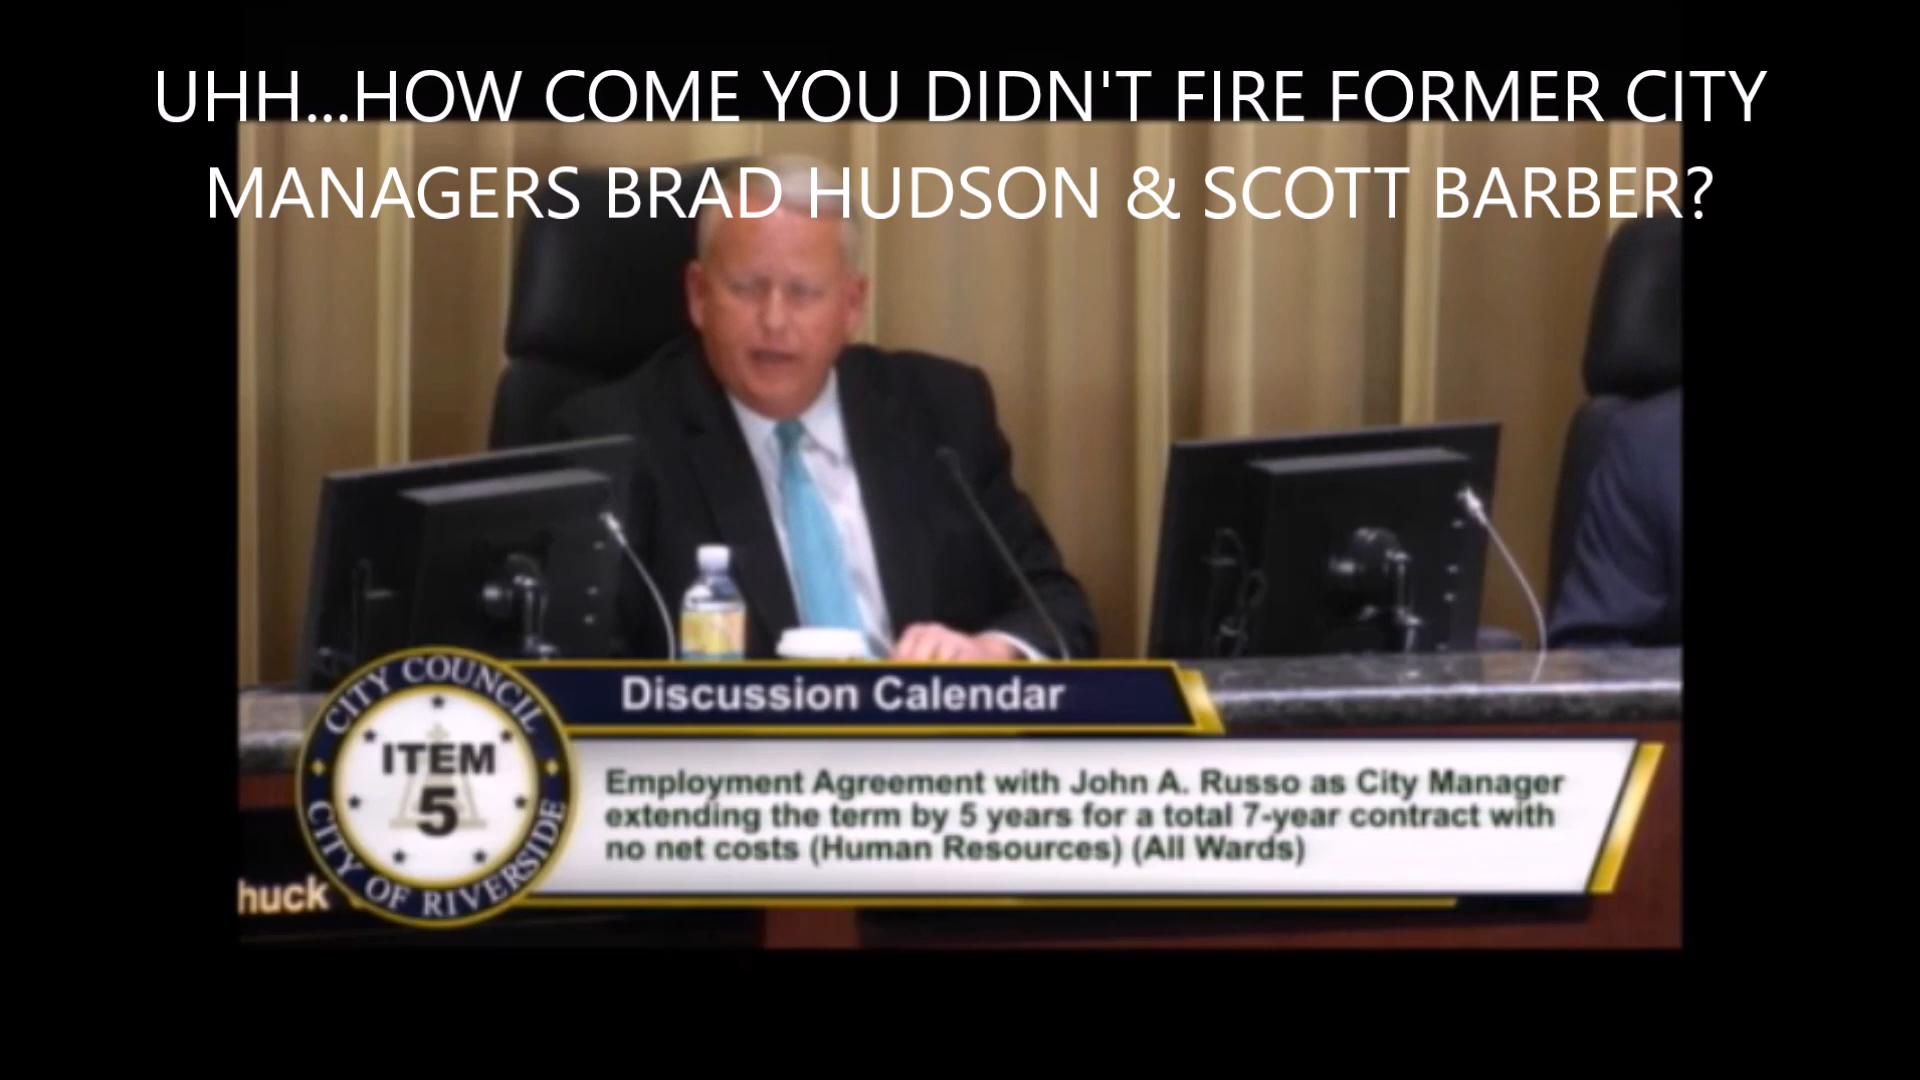 UHH...HOW COME YOU DIDN'T FIRE FORMER CITY
MANAGERS BRAD HUDSON & SCOTT BARBER?
Discussion Calendar
CITY COUNCIL
ITEM
5
CITY OF RIVERSIDE
Employment Agreement with John A. Russo as City Manager
extending the term by 5 years for a total 7-year contract with
no net costs (Human Resources) (All Wards)
huck